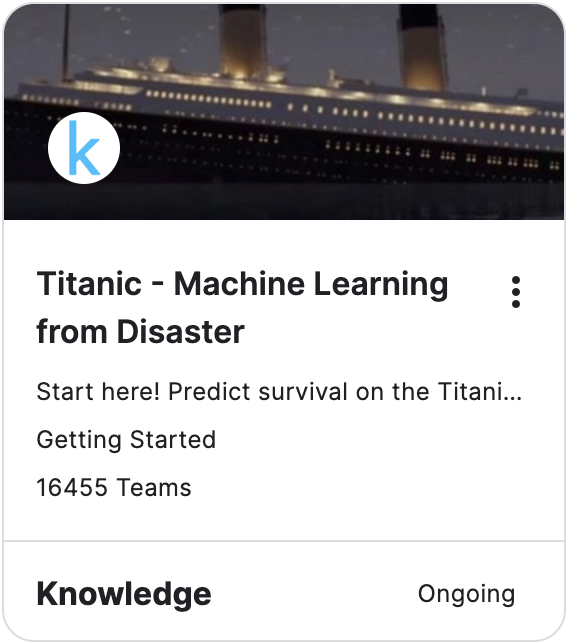 k
Titanic - Machine Learning
from Disaster
Start here! Predict survival on the Titani...
Getting Started
16455 Teams
Knowledge
Ongoing